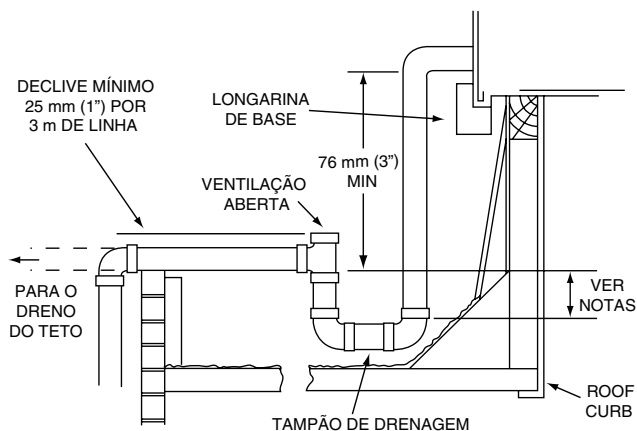 DECLIVE MÍNIMO
25 mm (1”) POR
3 m DE LINHA
LONGARINA
DE BASE
76 mm (3”)
MIN
VENTILAÇÃO
ABERTA
PARA O
DRENO
DO TETO
VER
NOTAS
TAMPÃO DE DRENAGEM
ROOF
CURB